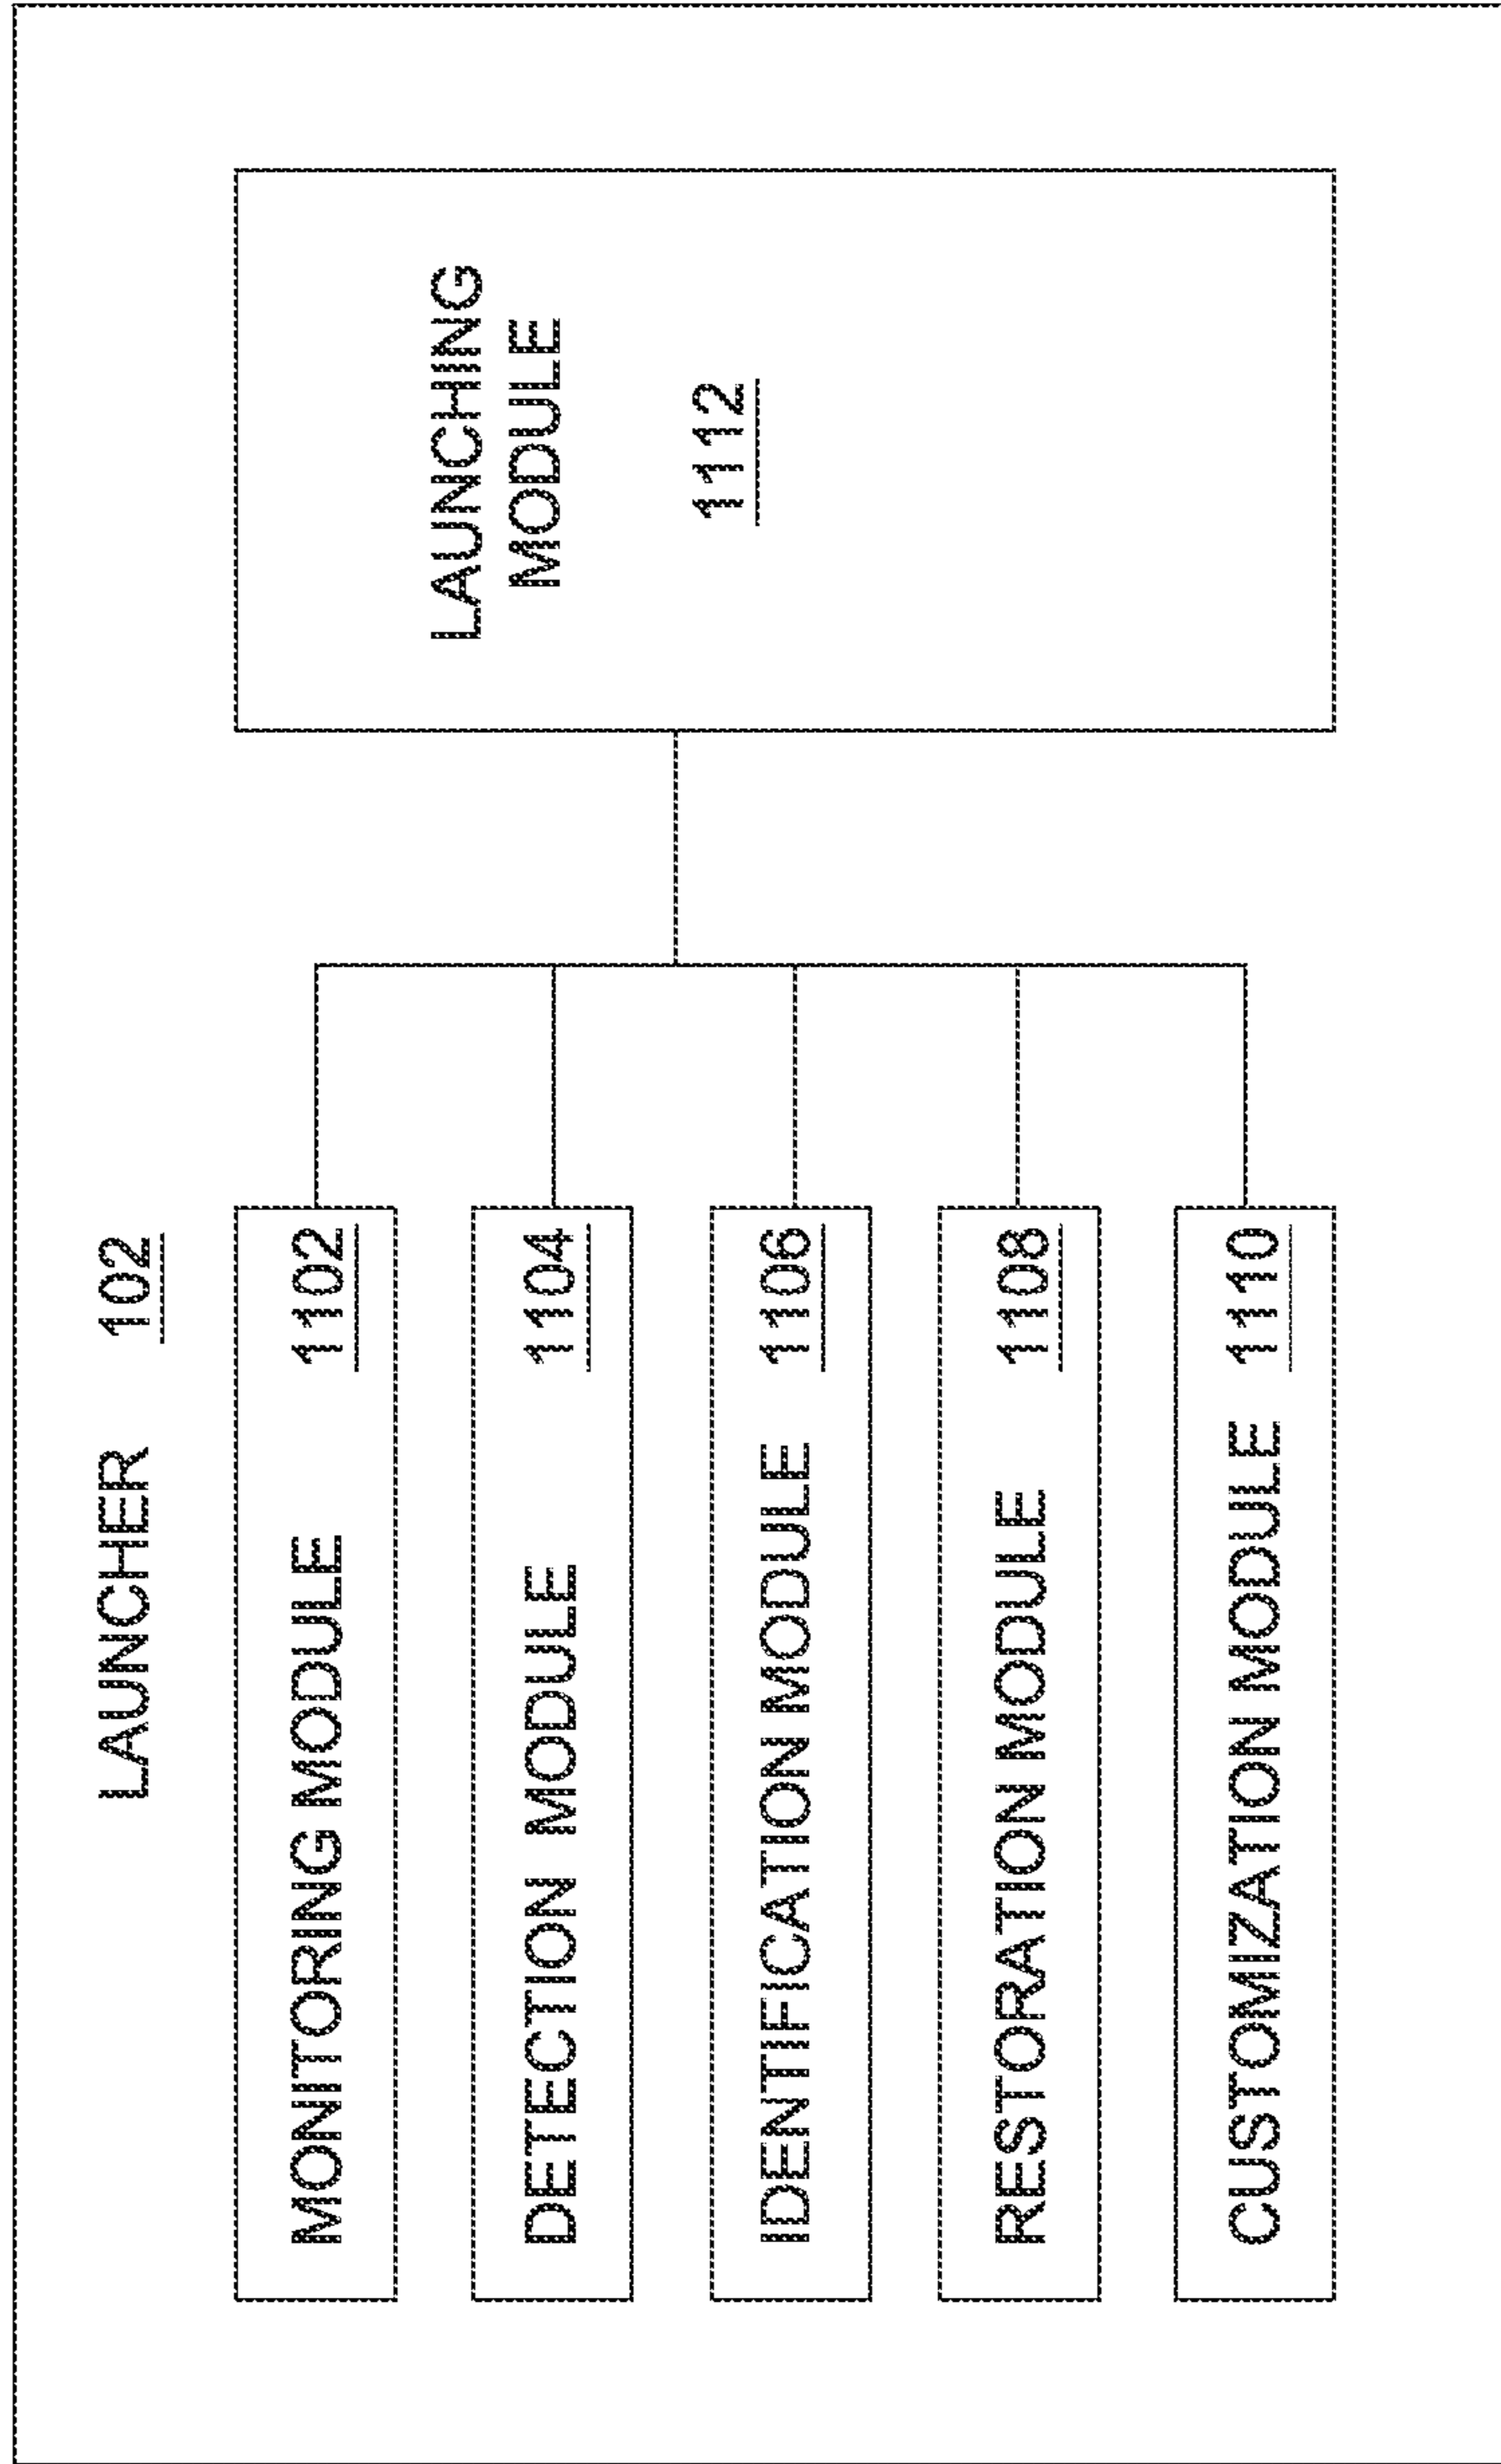 LAUNCHER 102
MONITORING MODULE 1102
DETECTION MODULE 1104
IDENTIFICATION MODULE 1106
RESTORATION MODULE 1108
CUSTOMIZATION MODULE 1110
LAUNCHING
MODULE
1112